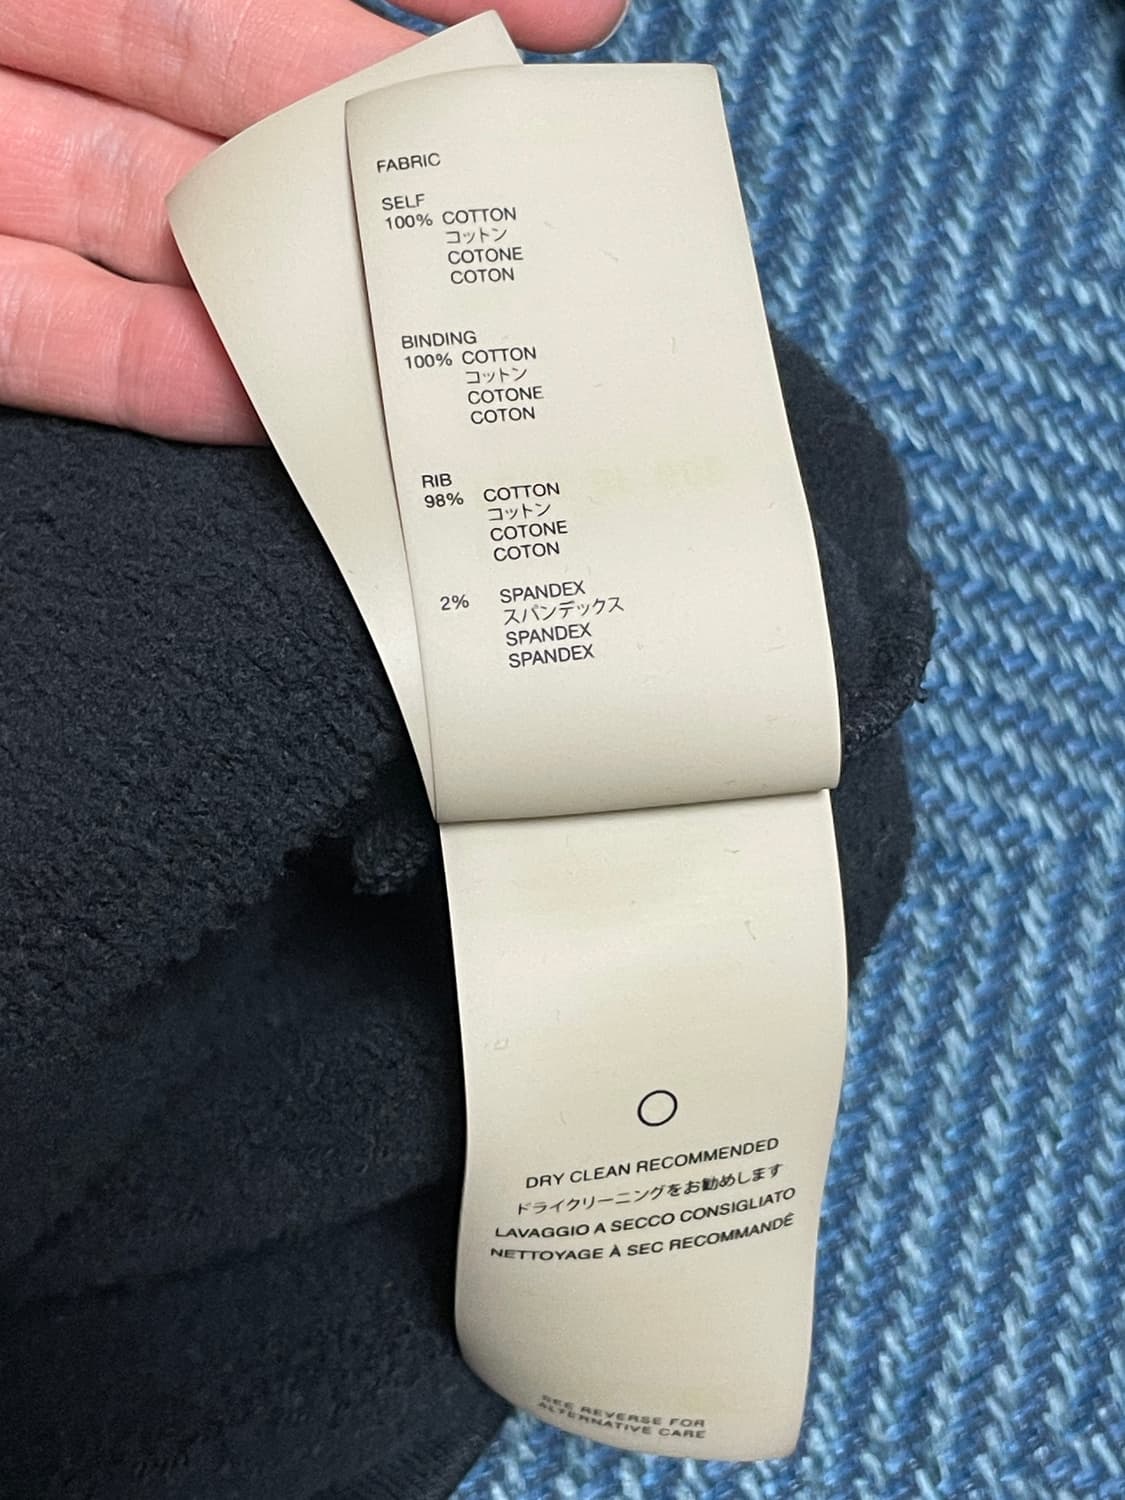 FABRIC
SELF
100% COTTON
コットン
COTONE
COTON
BINDING
100% COTTON
コットン
COTONE
COTON
RIB
98% COTTON
コットン
COTONE
COTON
2% SPANDEX
スパンデックス
SPANDEX
SPANDEX
DRY CLEAN RECOMMENDED
ドライクリーニングをお勧めします
LAVAGGIO A SECCO CONSIGLIATO
NETTOYAGE À SEC RECOMMANDÉ
SEE REVERSE FOR
ALTERNATIVE CARE